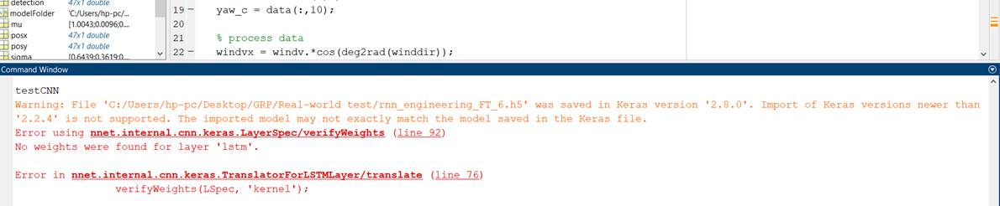 detection 47x1 double
modelFolder 'C:/Users/hp-pc/...
mu [1.0043;0.0096;0....
posx 47x1 double
posy 47x1 double
sigma [0.6439;0.3619;0....
19 yaw_c = data(:,10);
20
21 % process data
22 windvx = windv.*cos(deg2rad(winddir));
Command Window
testCNN
Warning: File 'C:/Users/hp-pc/Desktop/GRP/Real-world test/rnn_engineering_FT_6.h5' was saved in Keras version '2.8.0'. Import of Keras versions newer than
'2.2.4' is not supported. The imported model may not exactly match the model saved in the Keras file.
Error using nnet.internal.cnn.keras.LayerSpec/verifyWeights (line 92)
No weights were found for layer 'lstm'.
Error in nnet.internal.cnn.keras.TranslatorForLSTMLayer/translate (line 76)
verifyWeights(LSpec, 'kernel');